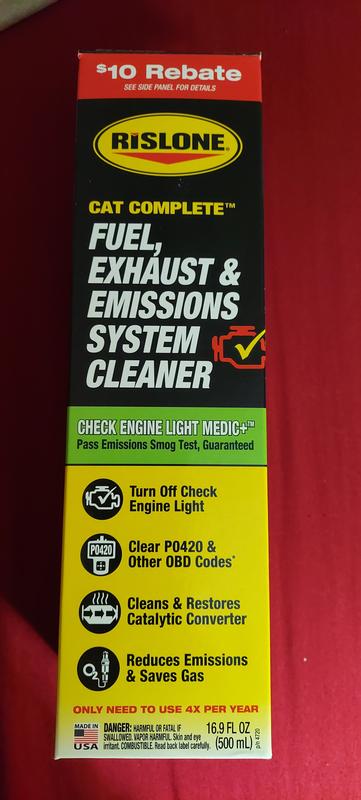 $10 Rebate
SEE SIDE PANEL FOR DETAILS
RiSLONE®
CAT COMPLETE™
FUEL,
EXHAUST &
EMISSIONS
SYSTEM
CLEANER
CHECK ENGINE LIGHT MEDIC+™
Pass Emissions Smog Test, Guaranteed
Turn Off Check
Engine Light
P0420
Clear P0420 &
Other OBD Codes*
Cleans & Restores
Catalytic Converter
O2
Reduces Emissions
& Saves Gas
ONLY NEED TO USE 4X PER YEAR
MADE IN
USA
DANGER: HARMFUL OR FATAL IF
SWALLOWED. VAPOR HARMFUL. Skin and eye
irritant. COMBUSTIBLE. Read back label carefully.
16.9 FL OZ
(500 mL)
p/n 4720